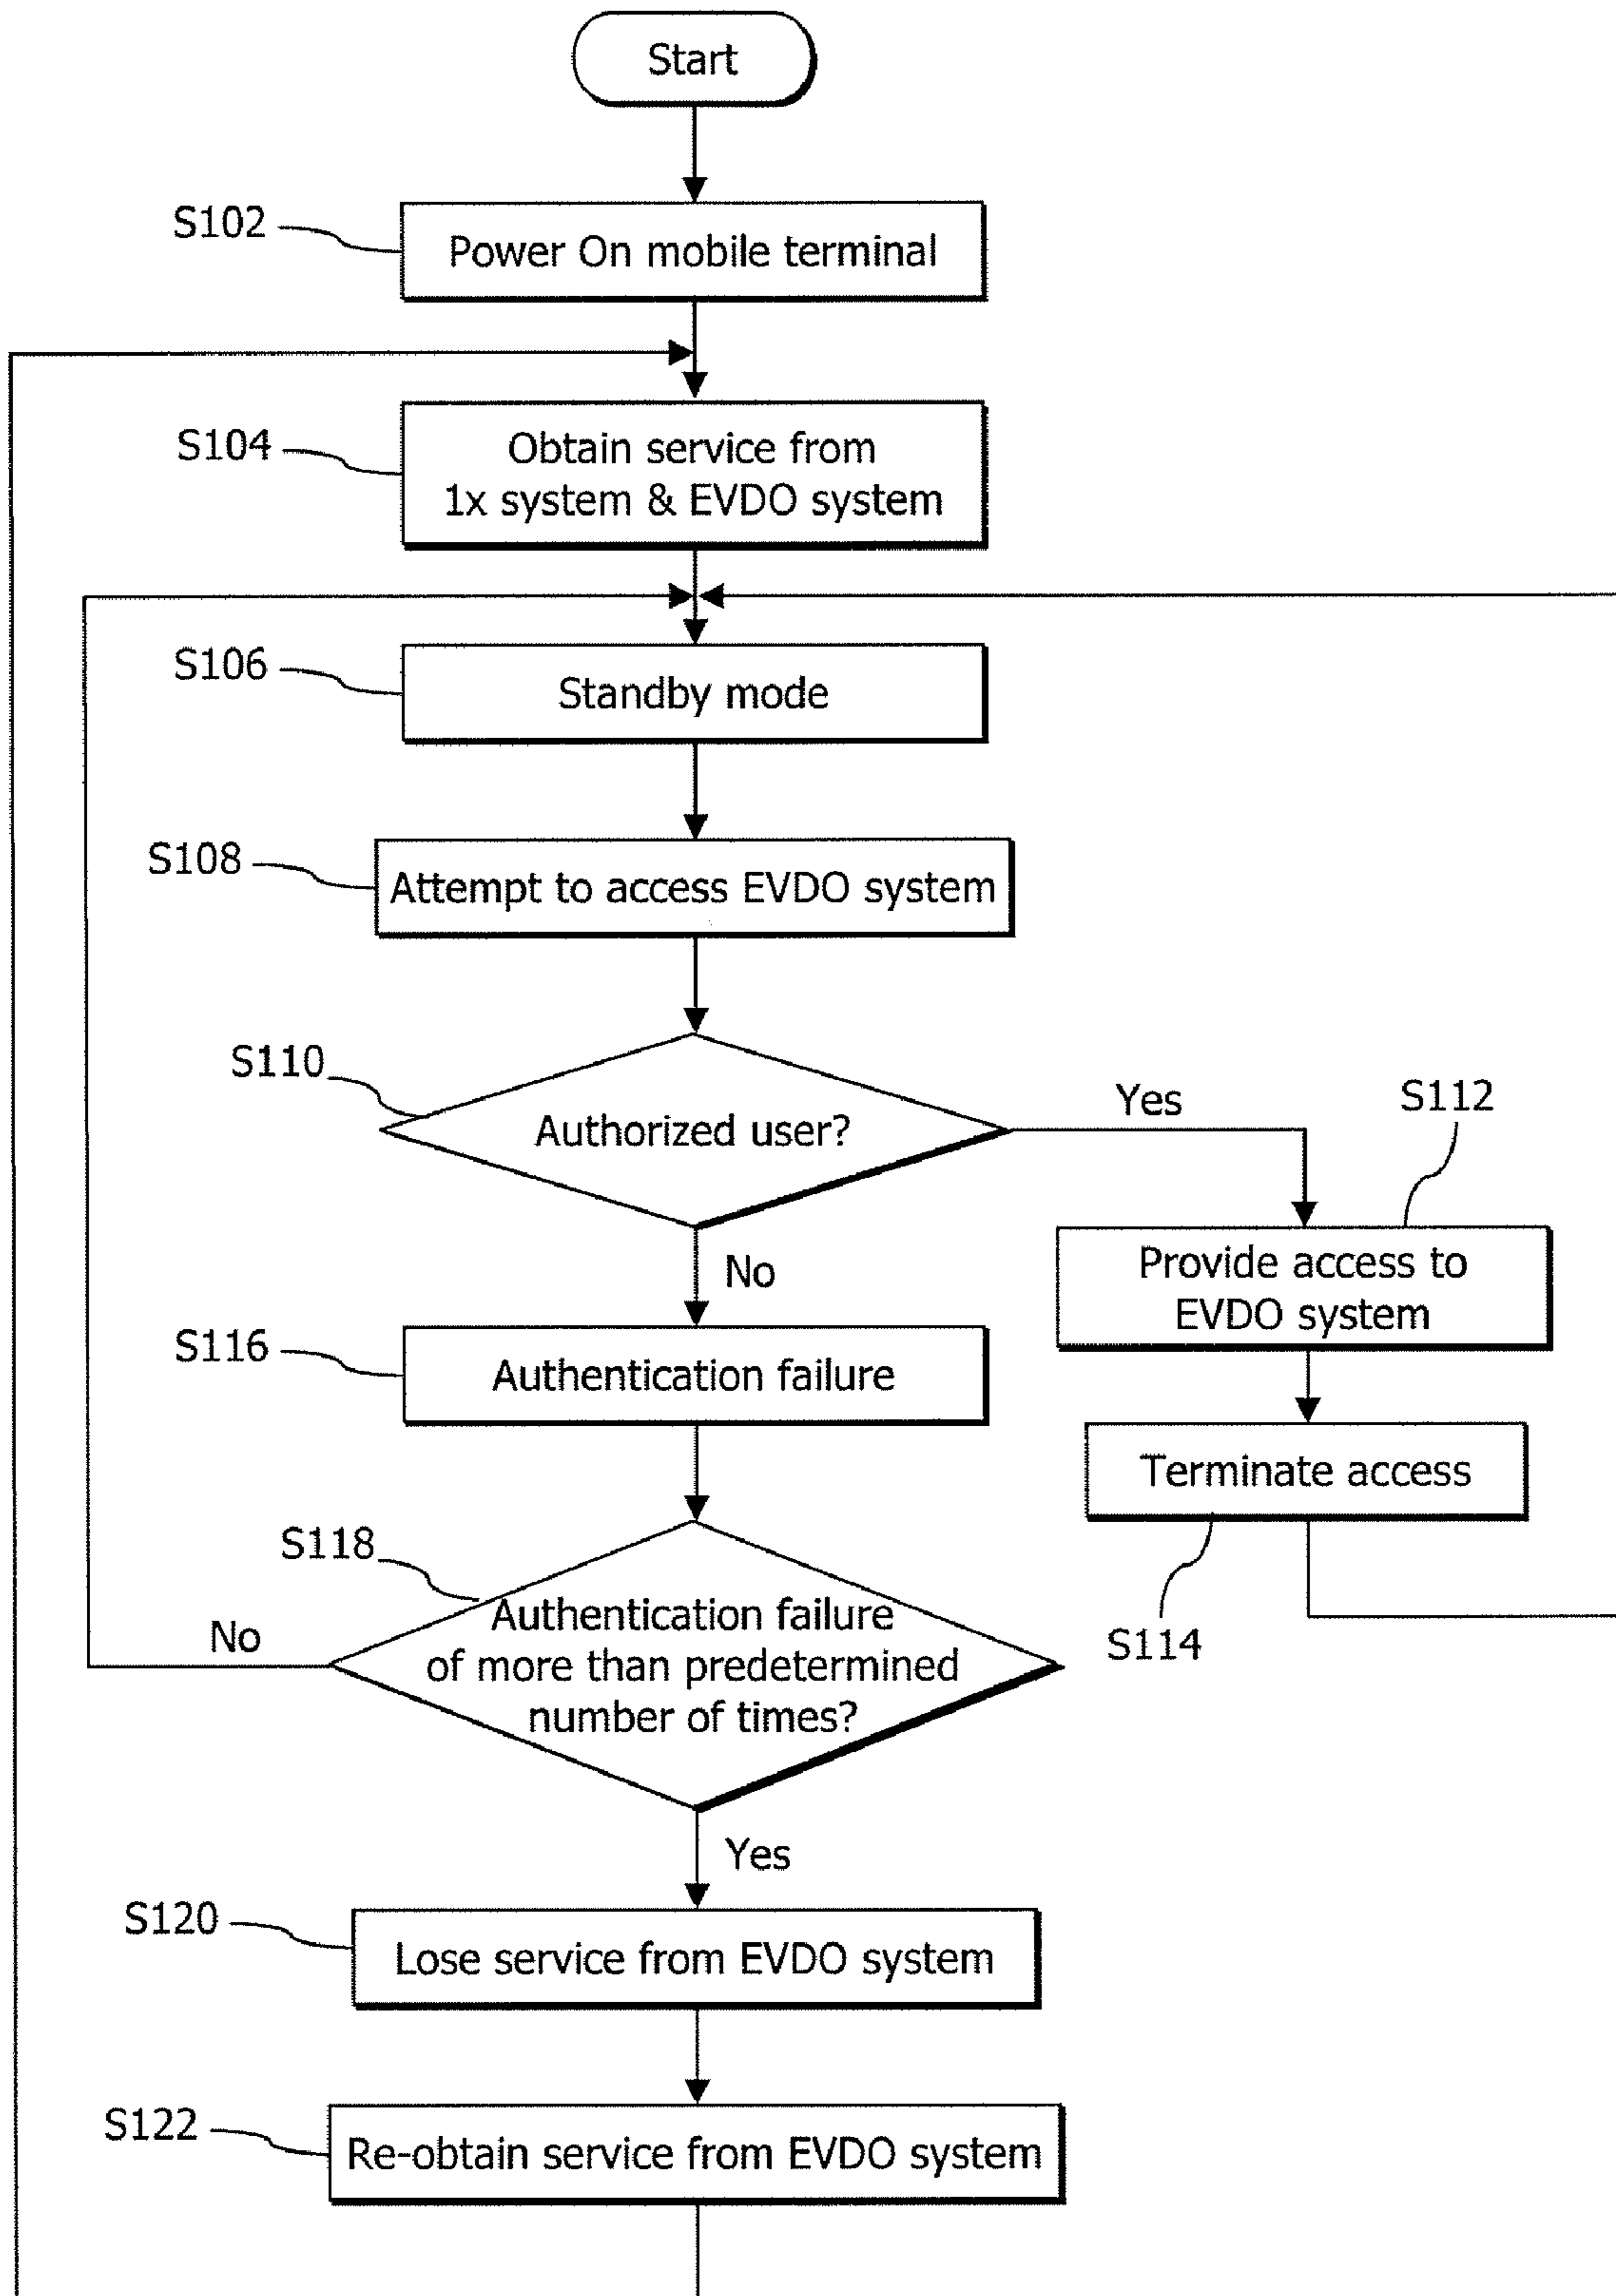 Start
S102
Power On mobile terminal
S104
Obtain service from
1x system & EVDO system
S106
Standby mode
S108
Attempt to access EVDO system
S110
Authorized user?
Yes
S112
Provide access to
EVDO system
No
S116
Authentication failure
Terminate access
S114
S118
Authentication failure
of more than predetermined
number of times?
No
Yes
S120
Lose service from EVDO system
S122
Re-obtain service from EVDO system